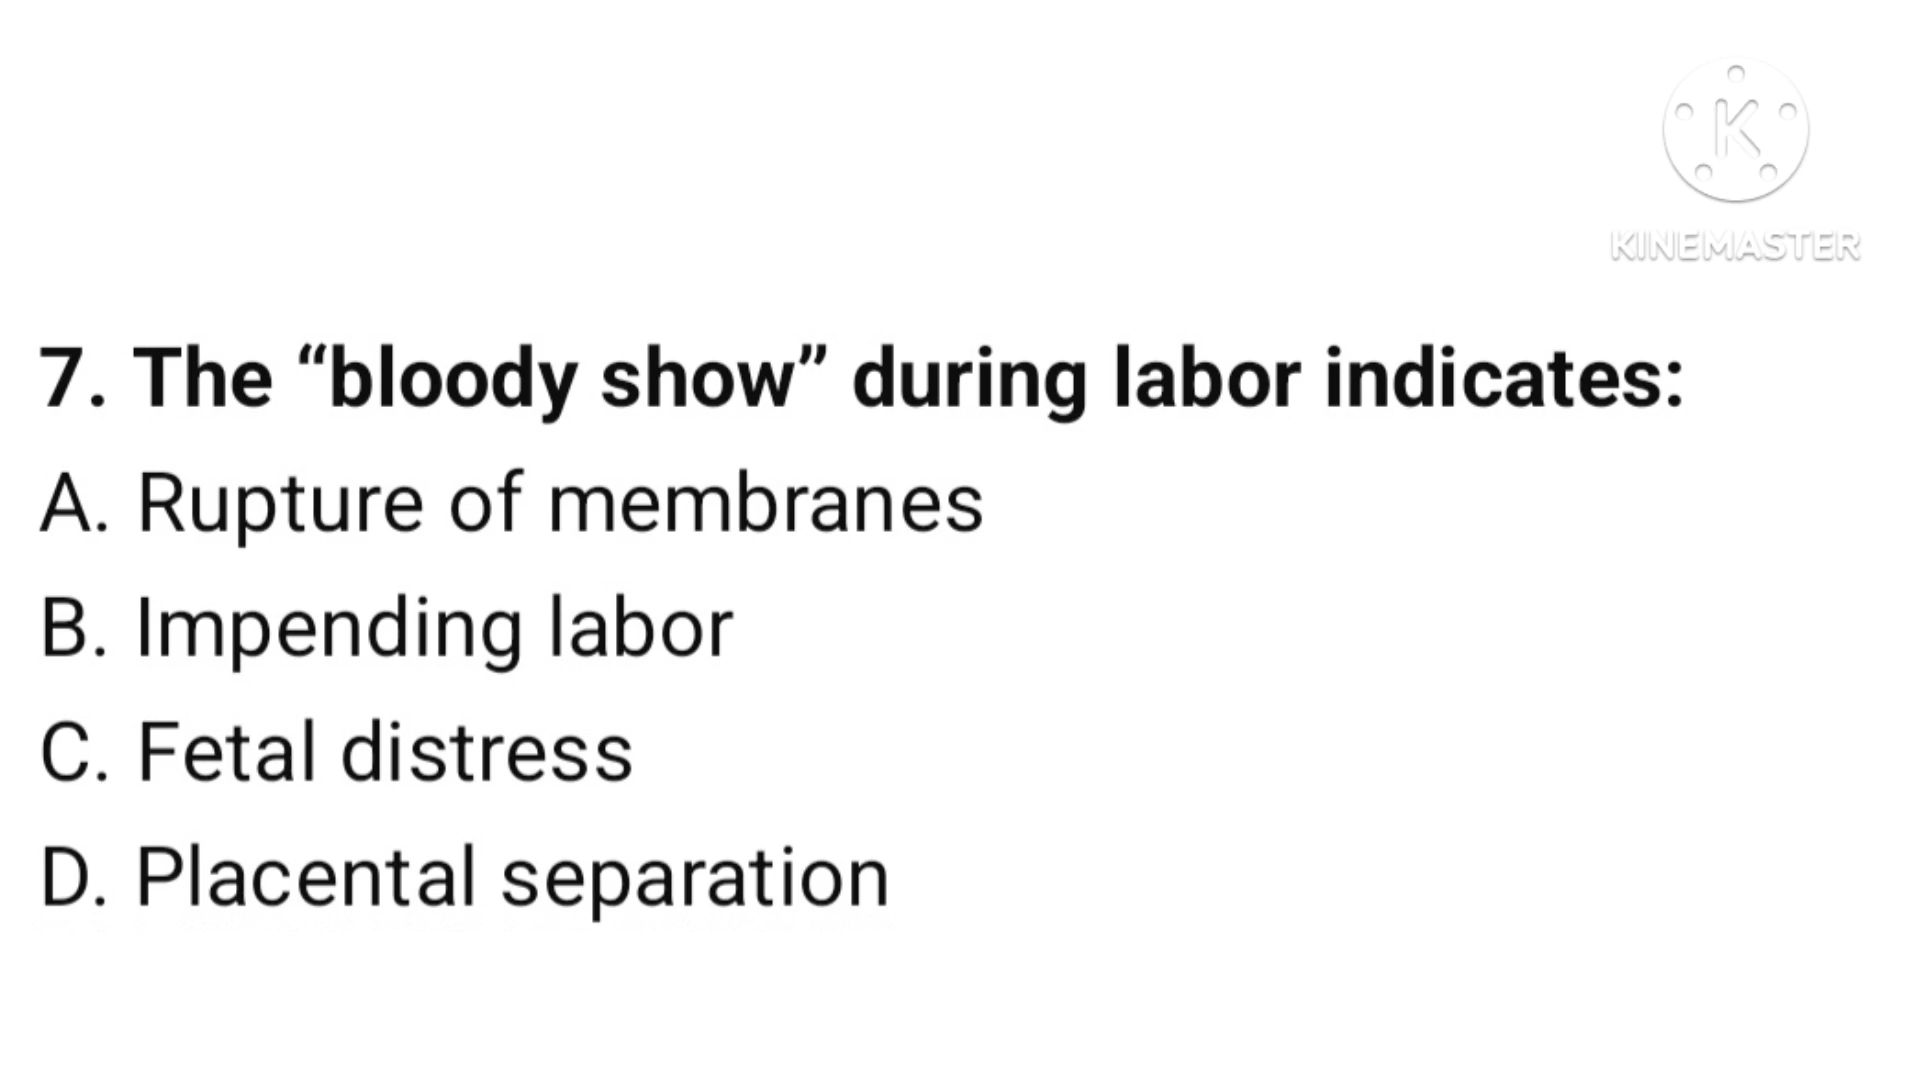 K
KINEMASTER
7. The “bloody show” during labor indicates:
A. Rupture of membranes
B. Impending labor
C. Fetal distress
D. Placental separation